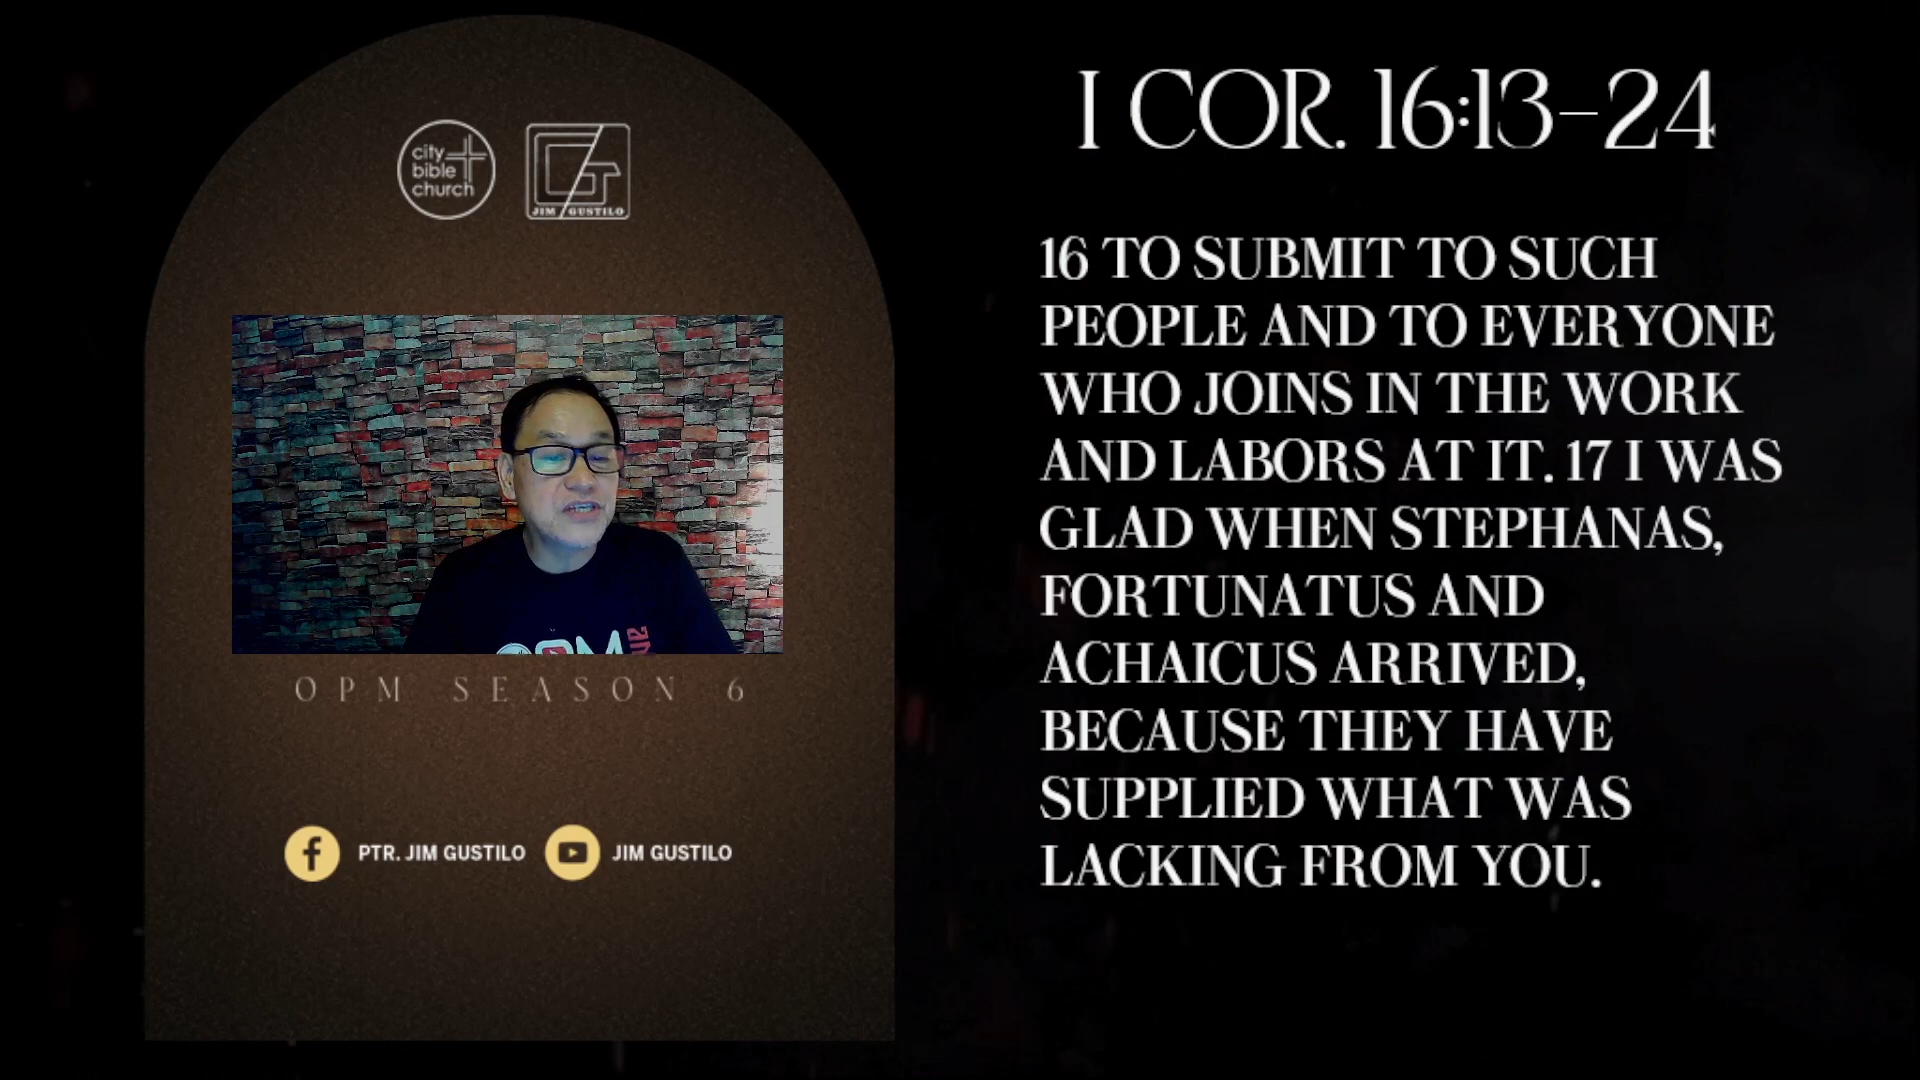 city
bible
church
JIM GUSTILO
OPM SEASON 6
PTR. JIM GUSTILO
JIM GUSTILO
I COR. 16:13-24
16 TO SUBMIT TO SUCH
PEOPLE AND TO EVERYONE
WHO JOINS IN THE WORK
AND LABORS AT IT. 17 I WAS
GLAD WHEN STEPHANAS,
FORTUNATUS AND
ACHAICUS ARRIVED,
BECAUSE THEY HAVE
SUPPLIED WHAT WAS
LACKING FROM YOU.